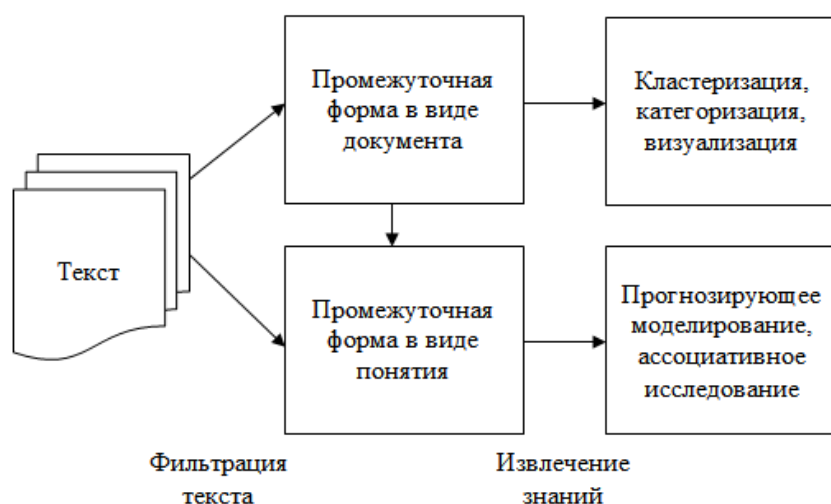 Промежуточная
форма в виде
документа
Кластеризация,
категоризация,
визуализация
Текст
Промежуточная
форма в виде
понятия
Прогнозирующее
моделирование,
ассоциативное
исследование
Фильтрация
текста
Извлечение
знаний